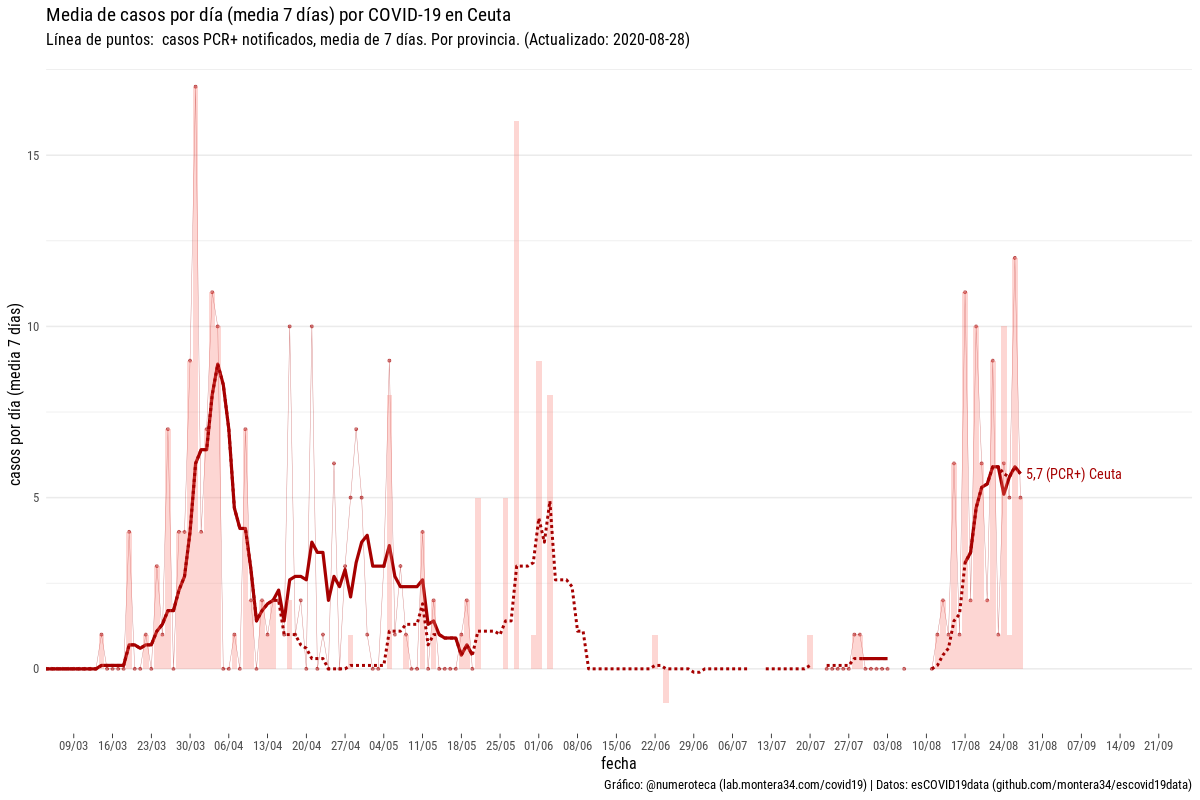 Media de casos por día (media 7 días) por COVID-19 en Ceuta
Línea de puntos:  casos PCR+ notificados, media de 7 días. Por provincia. (Actualizado: 2020-08-28)
casos por día (media 7 días)
15
10
5
0
5,7 (PCR+) Ceuta
09/03 16/03 23/03 30/03 06/04 13/04 20/04 27/04 04/05 11/05 18/05 25/05 01/06 08/06 15/06 22/06 29/06 06/07 13/07 20/07 27/07 03/08 10/08 17/08 24/08 31/08 07/09 14/09 21/09
fecha
Gráfico: @numeroteca (lab.montera34.com/covid19) | Datos: esCOVID19data (github.com/montera34/escovid19data)